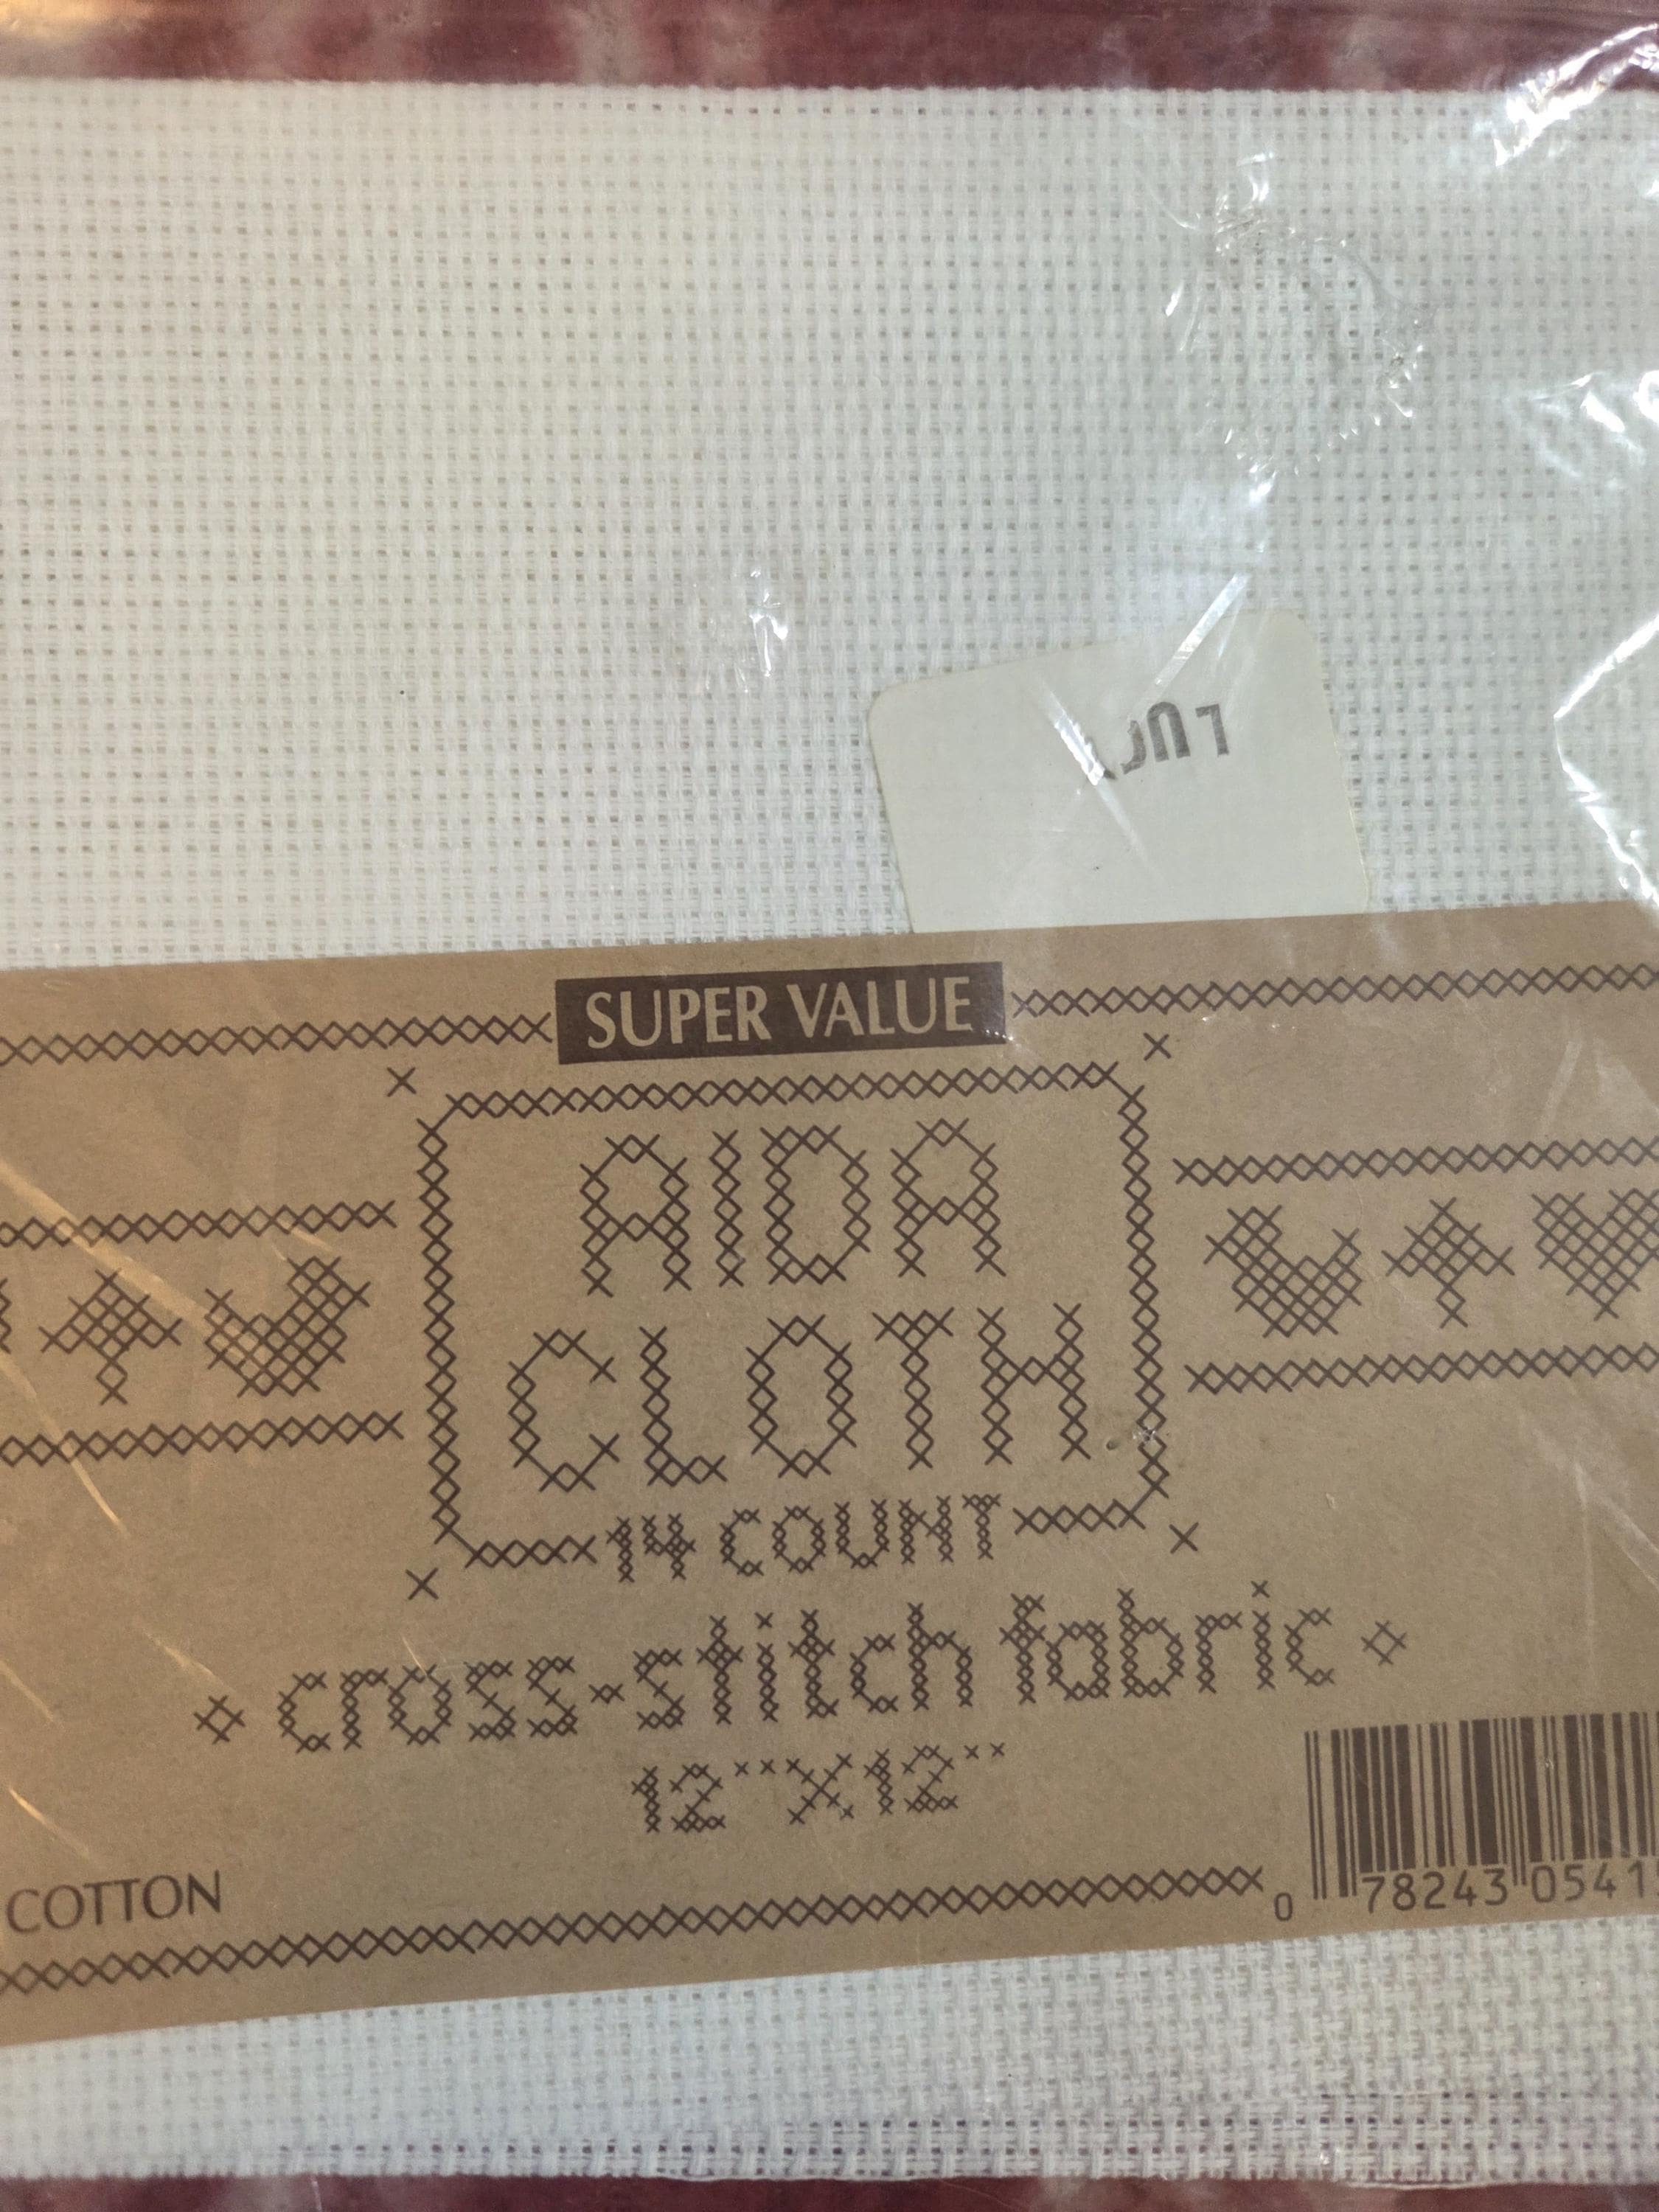 SUPER VALUE
AIDA
CLOTH
14 COUNT
cross-stitch fabric
12"X12"
COTTON
0 78243 0541